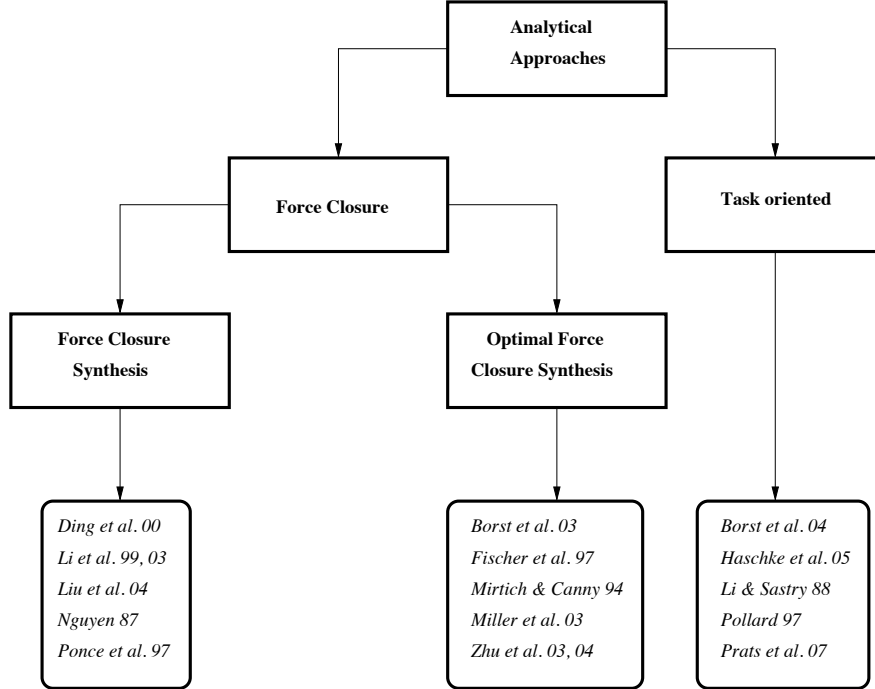 Analytical
Approaches
Force Closure
Task oriented
Force Closure
Synthesis
Optimal Force
Closure Synthesis
Ding et al. 00
Li et al. 99, 03
Liu et al. 04
Nguyen 87
Ponce et al. 97
Borst et al. 03
Fischer et al. 97
Mirtich & Canny 94
Miller et al. 03
Zhu et al. 03, 04
Borst et al. 04
Haschke et al. 05
Li & Sastry 88
Pollard 97
Prats et al. 07